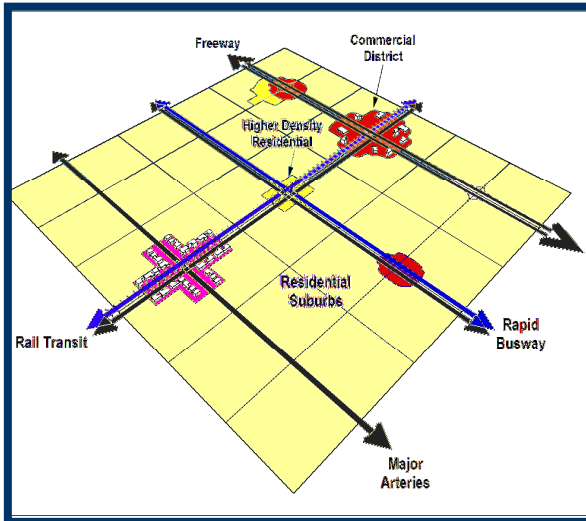 Commercial
District
Freeway
Higher Density
Residential
Residential
Suburbs
Rail Transit
Rapid
Busway
Major
Arteries